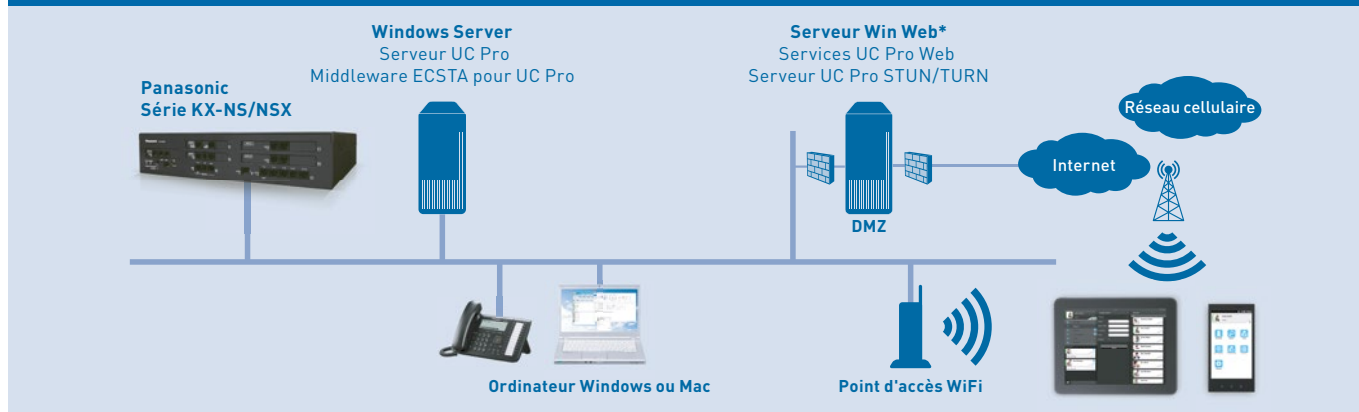 Windows Server
Serveur UC Pro
Middleware ECSTA pour UC Pro
Serveur Win Web*
Services UC Pro Web
Serveur UC Pro STUN/TURN
Panasonic
Série KX-NS/NSX
Réseau cellulaire
Internet
DMZ
Ordinateur Windows ou Mac
Point d'accès WiFi